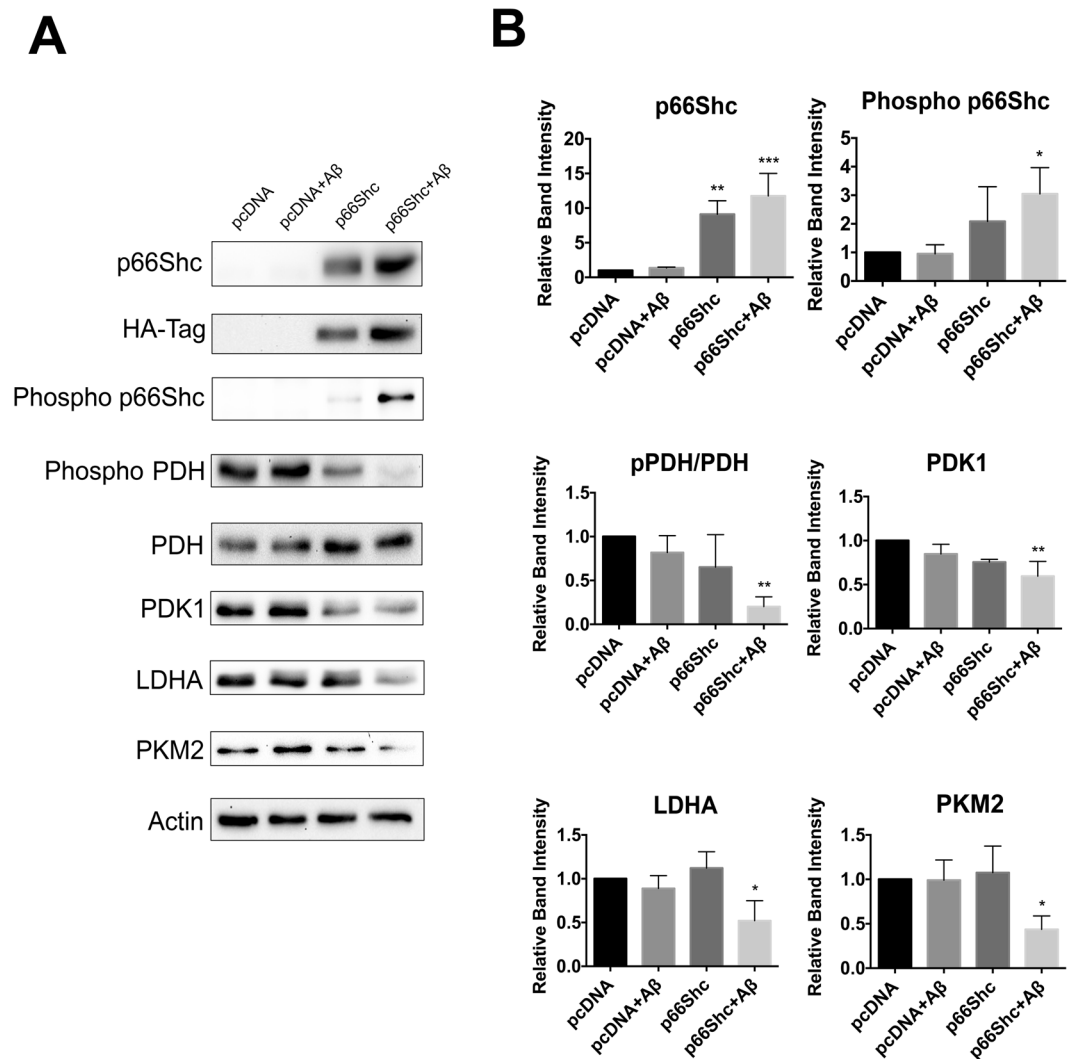 A
pcDNA
pcDNA+Aβ
p66Shc
p66Shc+Aβ
p66Shc
HA-Tag
Phospho p66Shc
Phospho PDH
PDH
PDK1
LDHA
PKM2
Actin
B
p66Shc
Relative Band Intensity
20
15
10
5
0
**
***
pcDNA
pcDNA+Aβ
p66Shc
p66Shc+Aβ
Phospho p66Shc
Relative Band Intensity
5
4
3
2
1
0
*
pcDNA
pcDNA+Aβ
p66Shc
p66Shc+Aβ
pPDH/PDH
Relative Band Intensity
1.5
1.0
0.5
0.0
**
pcDNA
pcDNA+Aβ
p66Shc
p66Shc+Aβ
PDK1
Relative Band Intensity
1.5
1.0
0.5
0.0
**
pcDNA
pcDNA+Aβ
p66Shc
p66Shc+Aβ
LDHA
Relative Band Intensity
1.5
1.0
0.5
0.0
*
pcDNA
pcDNA+Aβ
p66Shc
p66Shc+Aβ
PKM2
Relative Band Intensity
1.5
1.0
0.5
0.0
*
pcDNA
pcDNA+Aβ
p66Shc
p66Shc+Aβ